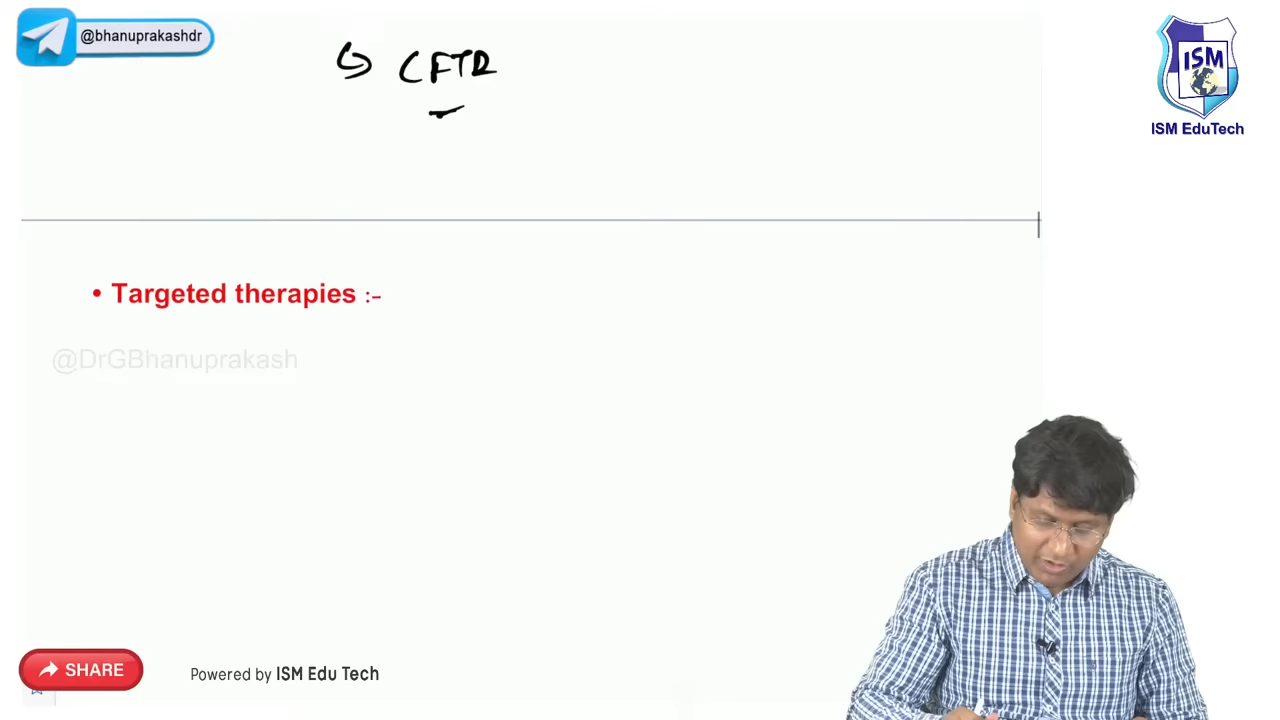 @bhanuprakashdr
CFTR
ISM
ISM EduTech
• Targeted therapies :-
@DrGBhanuprakash
SHARE
Powered by ISM Edu Tech